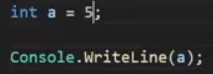 int a = 5;
Console.WriteLine(a);